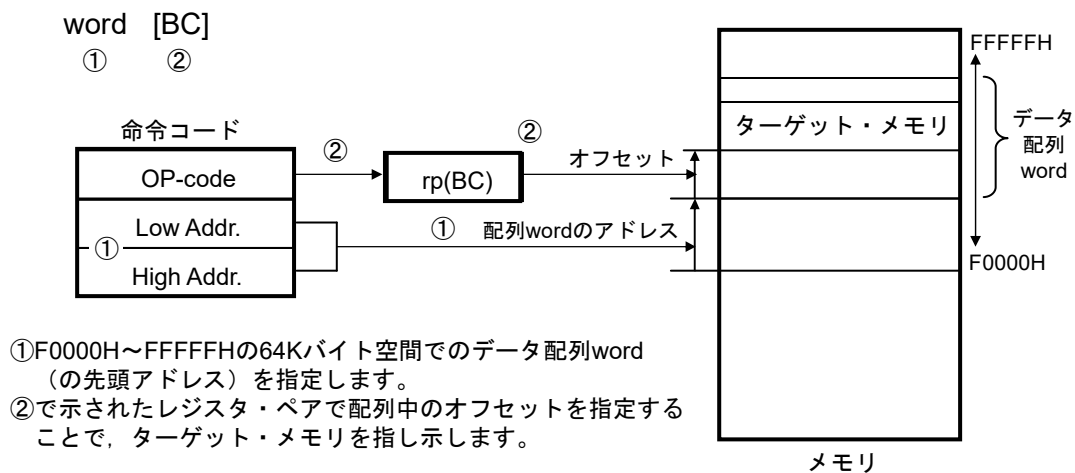 word [BC]
① ②
命令コード
OP-code
Low Addr.
①
High Addr.
②
rp(BC)
②
オフセット
① 配列wordのアドレス
FFFFFH
ターゲット・メモリ
データ
配列
word
F0000H
メモリ
①F0000H～FFFFFHの64Kバイト空間でのデータ配列word
（の先頭アドレス）を指定します。
②で示されたレジスタ・ペアで配列中のオフセットを指定する
ことで，ターゲット・メモリを指し示します。